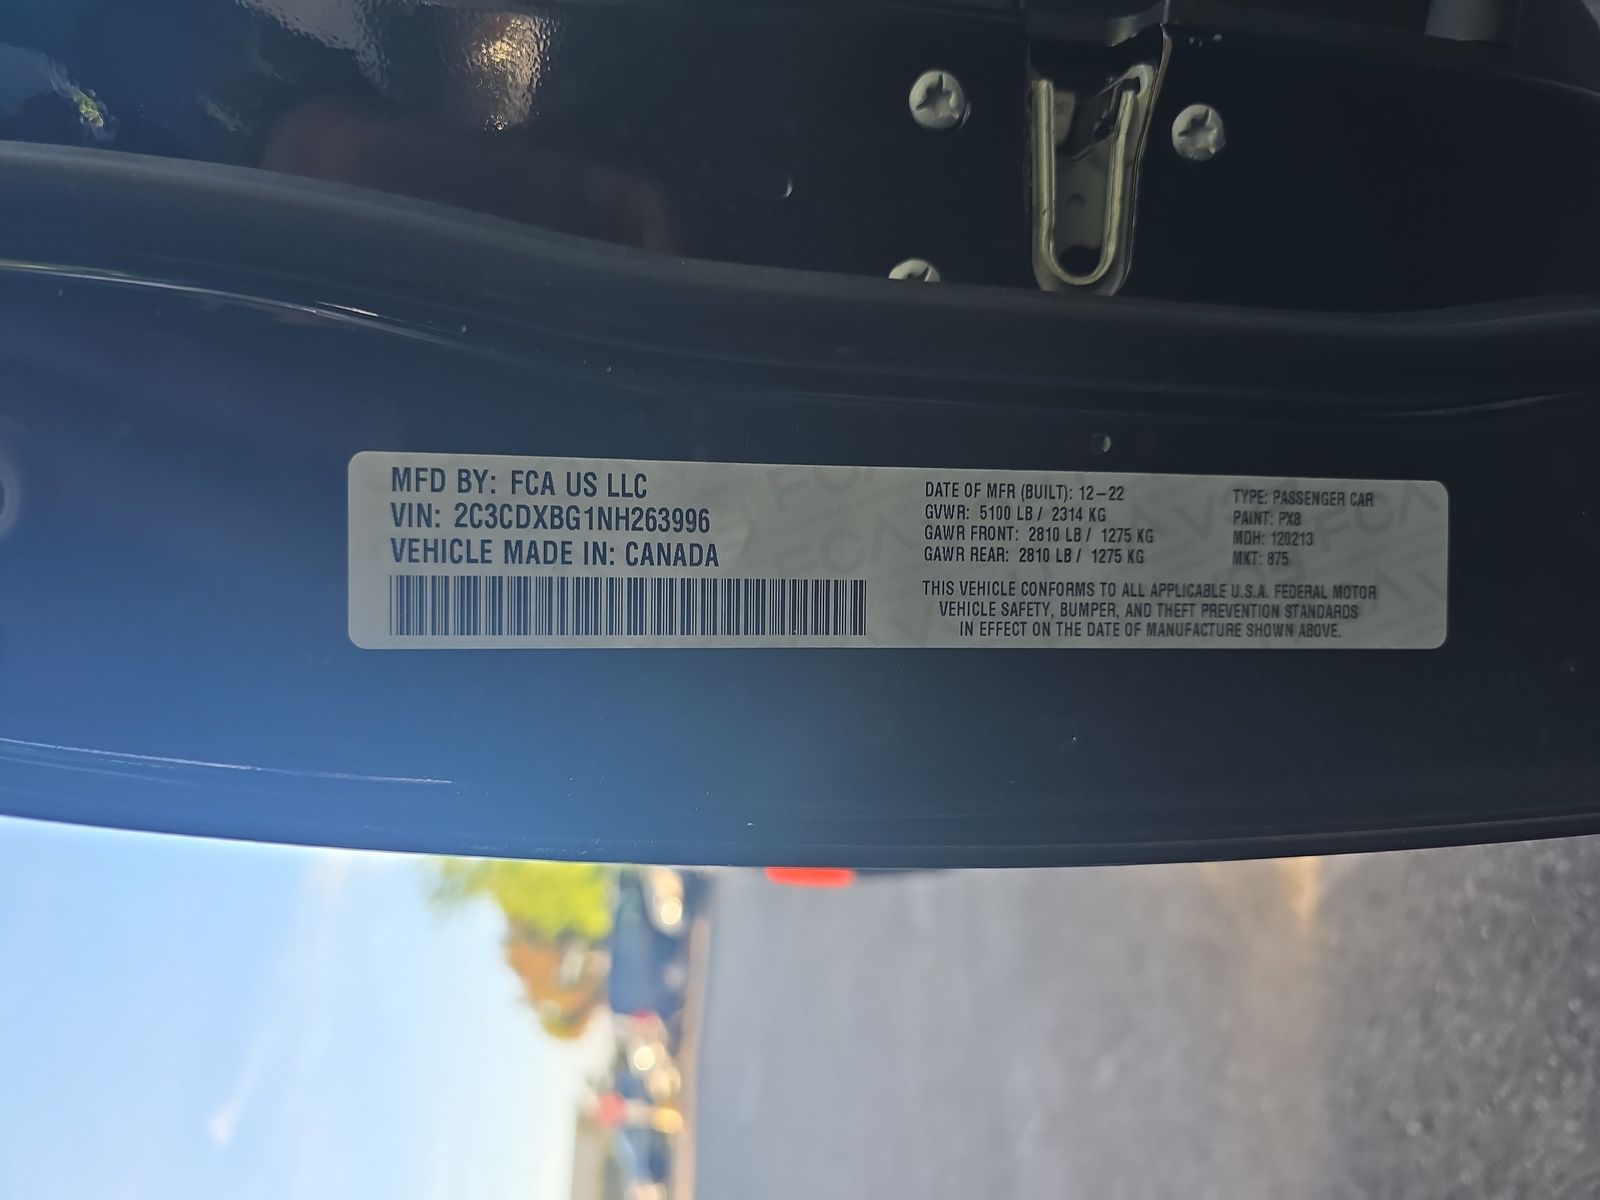 MFD BY: FCA US LLC
VIN: 2C3CDXBG1NH263996
VEHICLE MADE IN: CANADA
DATE OF MFR (BUILT): 12-22
GVWR: 5100 LB / 2314 KG
GAWR FRONT: 2810 LB / 1275 KG
GAWR REAR: 2810 LB / 1275 KG
TYPE: PASSENGER CAR
PAINT: PX8
MDH: 120213
MKT: 875
THIS VEHICLE CONFORMS TO ALL APPLICABLE U.S.A. FEDERAL MOTOR
VEHICLE SAFETY, BUMPER, AND THEFT PREVENTION STANDARDS
IN EFFECT ON THE DATE OF MANUFACTURE SHOWN ABOVE.